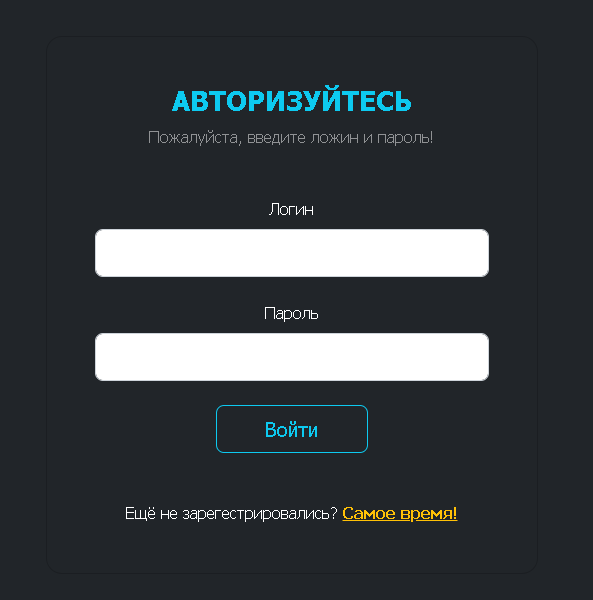 АВТОРИЗУЙТЕСЬ
Пожалуйста, введите ложин и пароль!
Логин
Пароль
Войти
Ещё не зарегестрировались? Самое время!